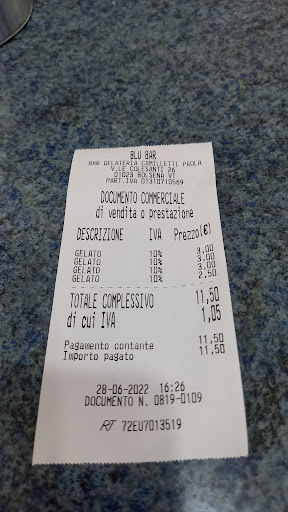 BLU BAR
BAR GELATERIA CAMILLETTI PAOLA
V.LE COLESANTI 26
01023 BOLSENA VT
PART.IVA 01310710569
DOCUMENTO COMMERCIALE
di vendita o prestazione
DESCRIZIONE IVA Prezzo(€)
GELATO 10% 3,00
GELATO 10% 3,00
GELATO 10% 3,00
GELATO 10% 2,50
TOTALE COMPLESSIVO 11,50
di cui IVA 1,05
Pagamento contante 11,50
Importo pagato 11,50
28-06-2022 16:26
DOCUMENTO N. 0819-0109
RT 72EU7013519